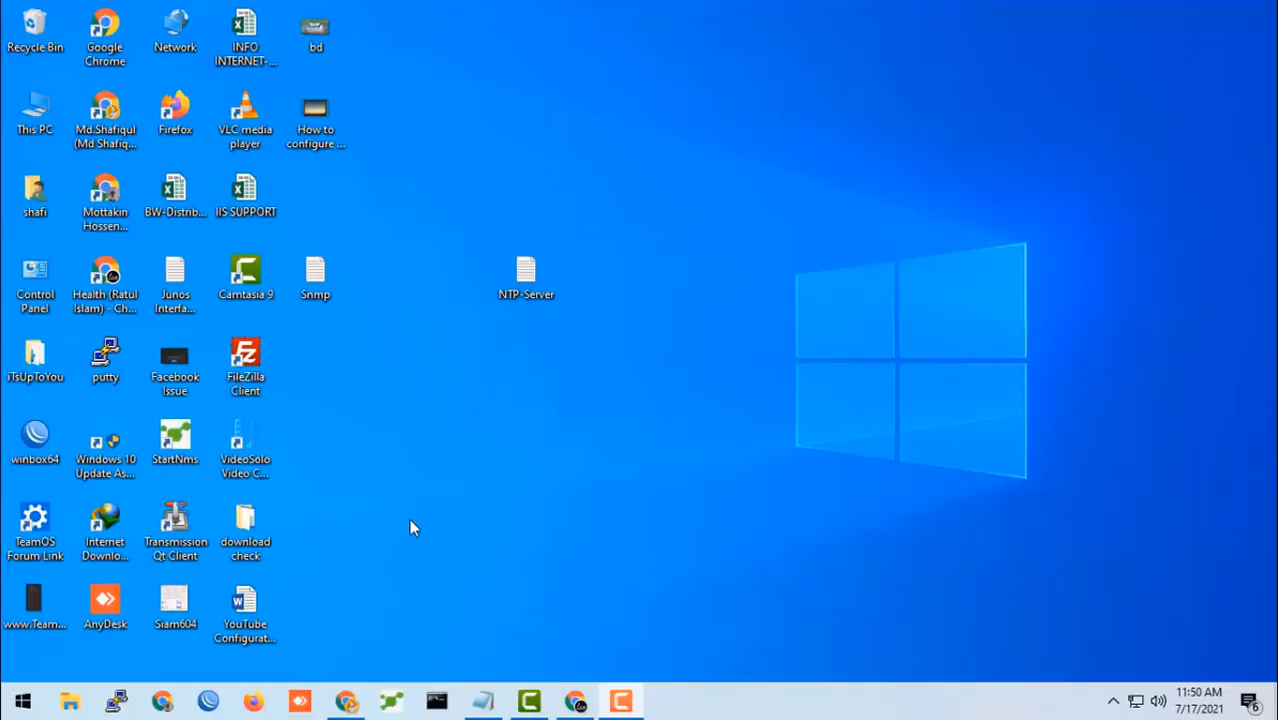 Recycle Bin
Google
Chrome
Network
INFO
INTERNET-...
bd
This PC
Md.Shafiqul
(Md Shafiq...
Firefox
VLC media
player
How to
configure ...
shafi
Mottakin
Hossen...
BW-Distrib...
IIS SUPPORT
Control
Panel
Health (Ratul
Islam) - Ch...
Junos
Interfa...
Camtasia 9
Snmp
NTP-Server
iTsUpToYou
putty
Facebook
Issue
FileZilla
Client
winbox64
Windows 10
Update As...
StartNms
VideoSolo
Video C...
TeamOS
Forum Link
Internet
Downlo...
Transmission
Qt Client
download
check
www.Team...
AnyDesk
Siam604
YouTube
Configurat...
11:50 AM
7/17/2021
6